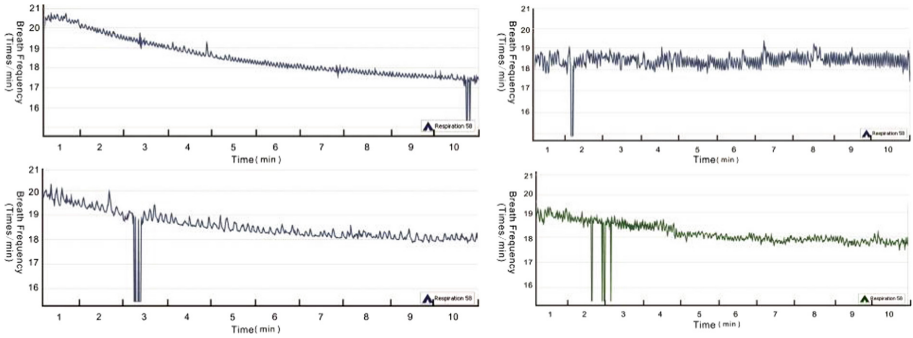 21
20
19
18
17
16
Breath Frequency
(Times/min)
1 2 3 4 5 6 7 8 9 10
Time(min)
Respiration 58
21
20
19
18
17
16
Breath Frequency
(Times/min)
1 2 3 4 5 6 7 8 9 10
Time(min)
Respiration 58
21
20
19
18
17
16
Breath Frequency
(Times/min)
1 2 3 4 5 6 7 8 9 10
Time(min)
Respiration 58
21
20
19
18
17
16
Breath Frequency
(Times/min)
1 2 3 4 5 6 7 8 9 10
Time(min)
Respiration 58